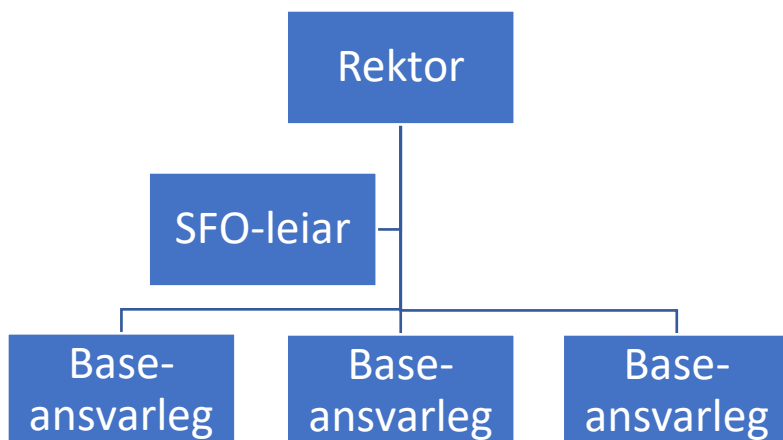 Rektor
SFO-leiar
Base-
ansvarleg
Base-
ansvarleg
Base-
ansvarleg